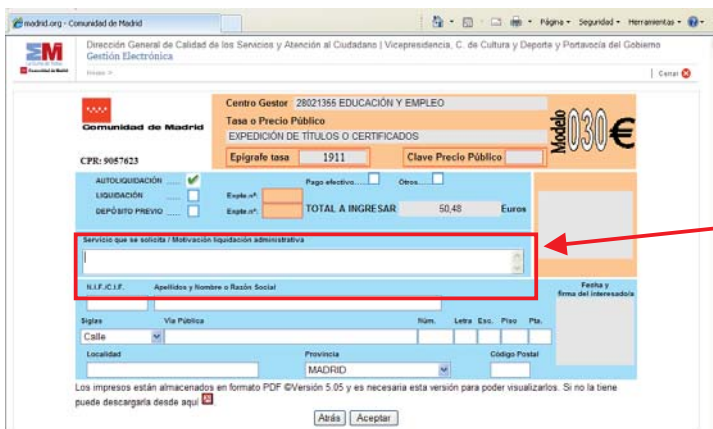 madrid.org - Comunidad de Madrid
Página Seguridad Herramientas
Dirección General de Calidad de los Servicios y Atención al Ciudadano | Vicepresidencia, C. de Cultura y Deporte y Portavocía del Gobierno
Gestión Electrónica
Comunidad de Madrid
Cerrar
Comunidad de Madrid
CPR: 9057623
Centro Gestor 28021355 EDUCACIÓN Y EMPLEO
Tasa o Precio Público
EXPEDICIÓN DE TÍTULOS O CERTIFICADOS
Epígrafe tasa 1911 Clave Precio Público
Modelo 030 €
AUTOLIQUIDACIÓN Pago efectivo Otros
LIQUIDACIÓN Expte.nº:
DEPÓSITO PREVIO Expte.nº: TOTAL A INGRESAR 50,48 Euros
Servicio que se solicita / Motivación liquidación administrativa
N.I.F./C.I.F. Apellidos y Nombre o Razón Social
Fecha y
firma del interesado/a
Siglas Vía Pública Núm. Letra Esc. Piso Pta.
Calle
Localidad Provincia Código Postal
MADRID
Los impresos están almacenados en formato PDF ©Versión 5.05 y es necesaria esta versión para poder visualizarlos. Si no la tiene
puede descargarla desde aquí
Atrás Aceptar